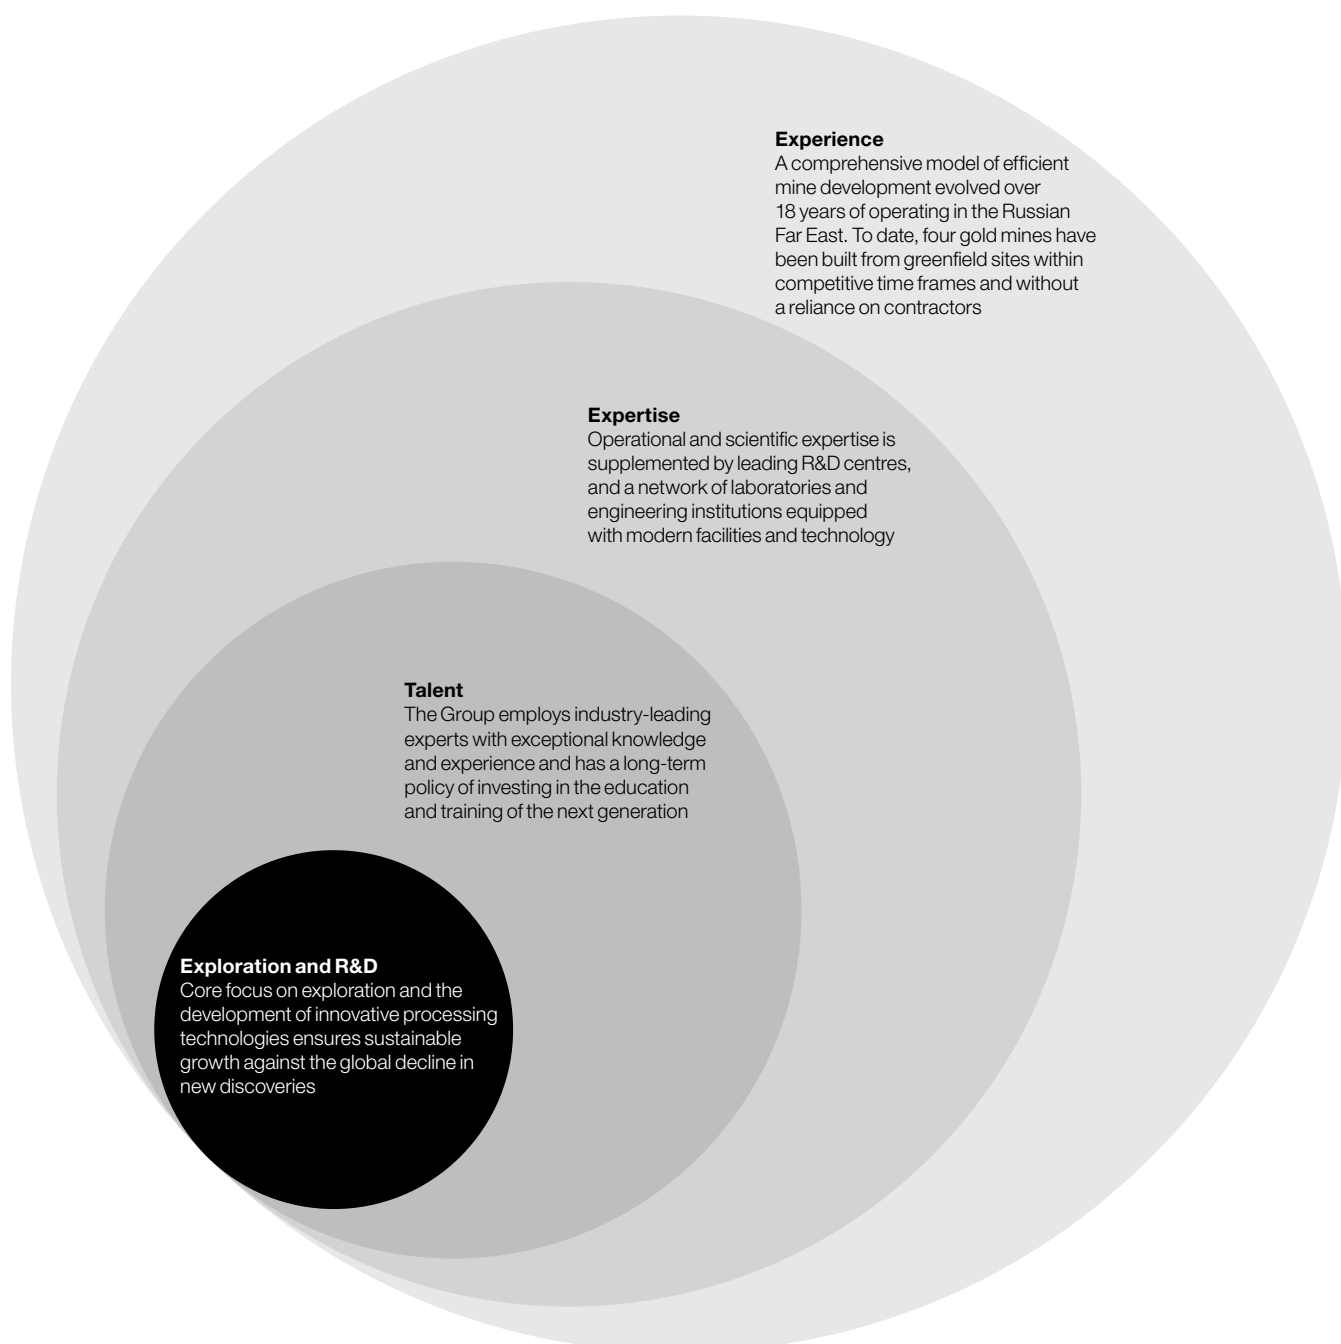 Experience
A comprehensive model of efficient
mine development evolved over
18 years of operating in the Russian
Far East. To date, four gold mines have
been built from greenfield sites within
competitive time frames and without
a reliance on contractors
Expertise
Operational and scientific expertise is
supplemented by leading R&D centres,
and a network of laboratories and
engineering institutions equipped
with modern facilities and technology
Talent
The Group employs industry-leading
experts with exceptional knowledge
and experience and has a long-term
policy of investing in the education
and training of the next generation
Exploration and R&D
Core focus on exploration and the
development of innovative processing
technologies ensures sustainable
growth against the global decline in
new discoveries